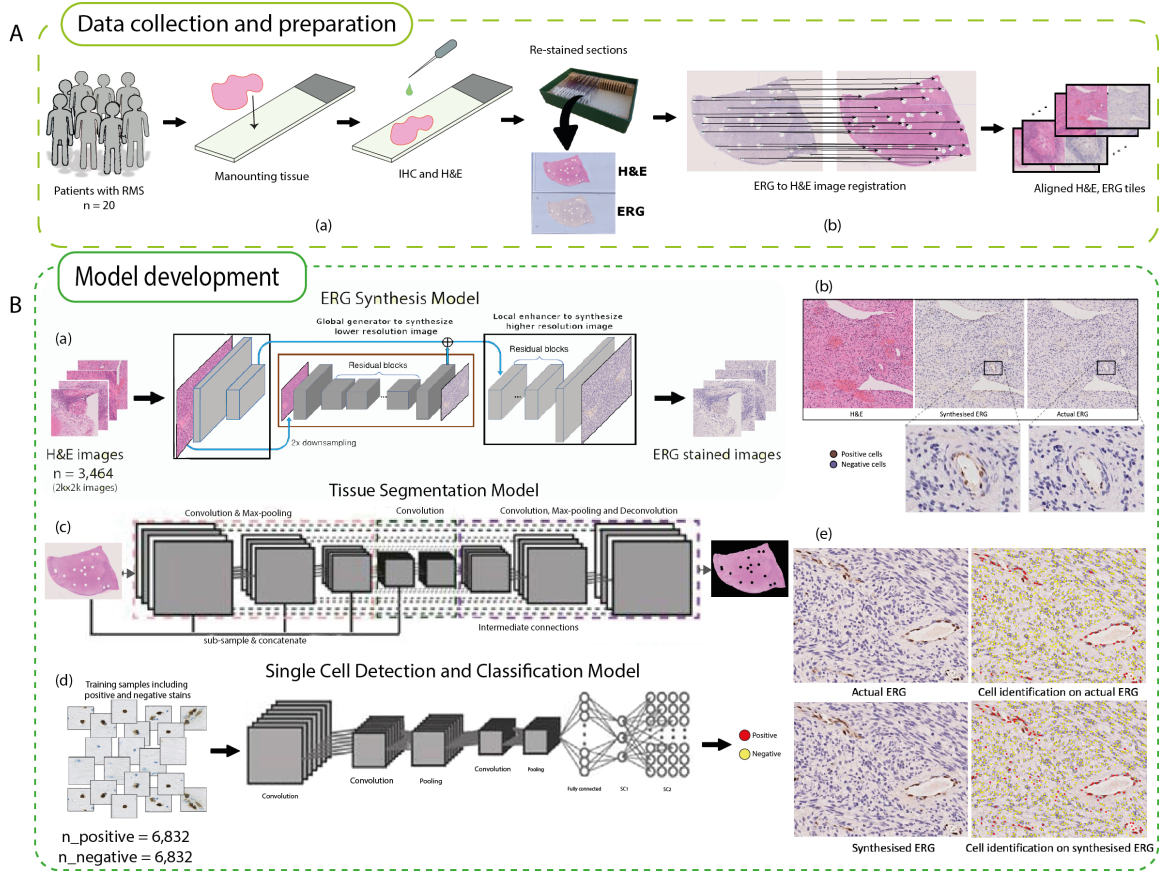 A
Data collection and preparation
Patients with RMS
n = 20
Manounting tissue
IHC and H&E
Re-stained sections
H&E
ERG
ERG to H&E image registration
Aligned H&E, ERG tiles
(a)
(b)
B
Model development
ERG Synthesis Model
(a)
Global generator to synthesize
lower resolution image
Local enhancer to synthesize
higher resolution image
Residual blocks
...
Residual blocks
...
2x downsampling
H&E images
n = 3,464
(2kx2k images)
ERG stained images
(b)
H&E
Synthesised ERG
Actual ERG
Positive cells
Negative cells
Tissue Segmentation Model
(c)
Convolution & Max-pooling
Convolution
Convolution, Max-pooling and Deconvolution
sub-sample & concatenate
Intermediate connections
Single Cell Detection and Classification Model
(d)
Training samples including
positive and negative stains
n_positive = 6,832
n_negative = 6,832
Convolution
Convolution
Pooling
Convolution
Pooling
Fully connected
SC1
SC2
Positive
Negative
(e)
Actual ERG
Cell identification on actual ERG
Synthesised ERG
Cell identification on synthesised ERG